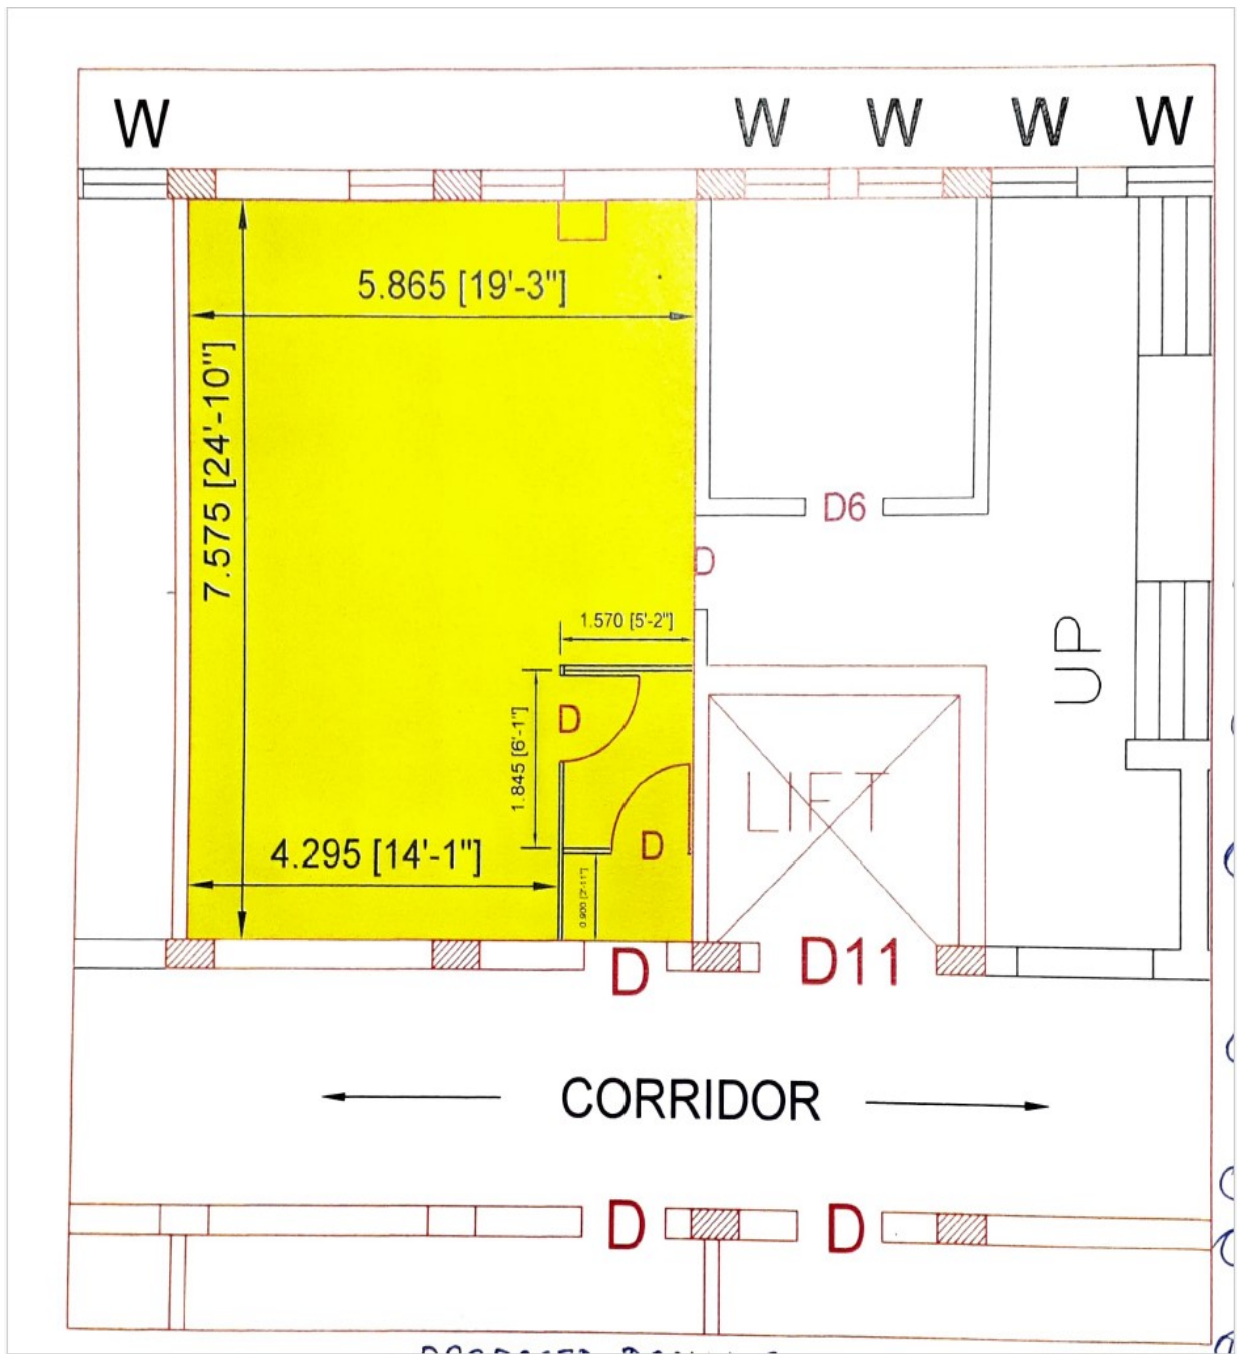 W W W W W
5.865 [19'-3"]
7.575 [24'-10"]
D6
D
1.570 [5'-2"]
UP
D
1.845 [6'-1"]
LIFT
D
4.295 [14'-1"]
D D11
CORRIDOR
D D